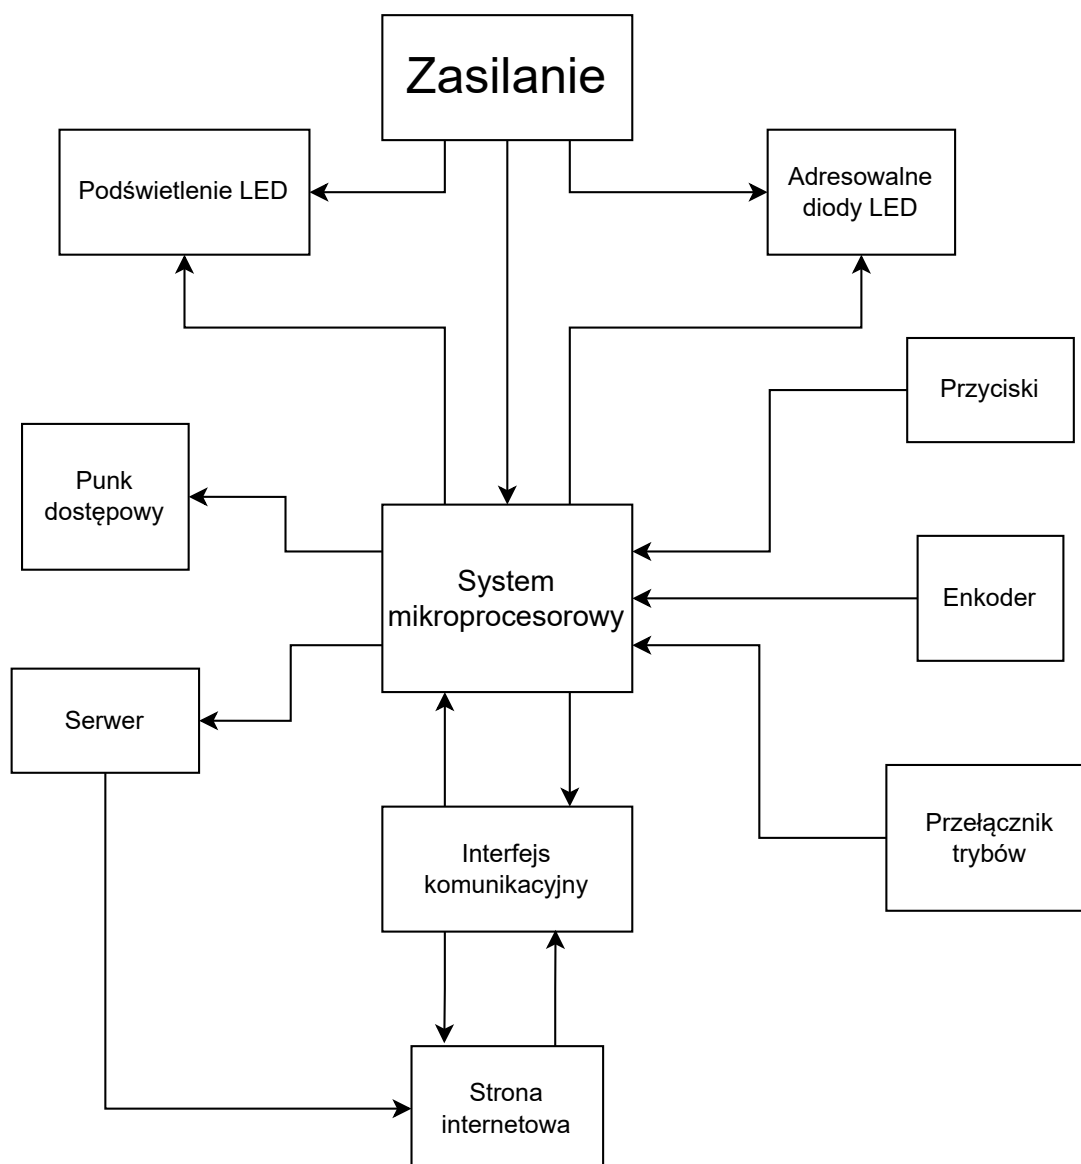 Zasilanie
Podświetlenie LED
Adresowalne
diody LED
Przyciski
Punk
dostępowy
System
mikroprocesorowy
Enkoder
Serwer
Przełącznik
trybów
Interfejs
komunikacyjny
Strona
internetowa